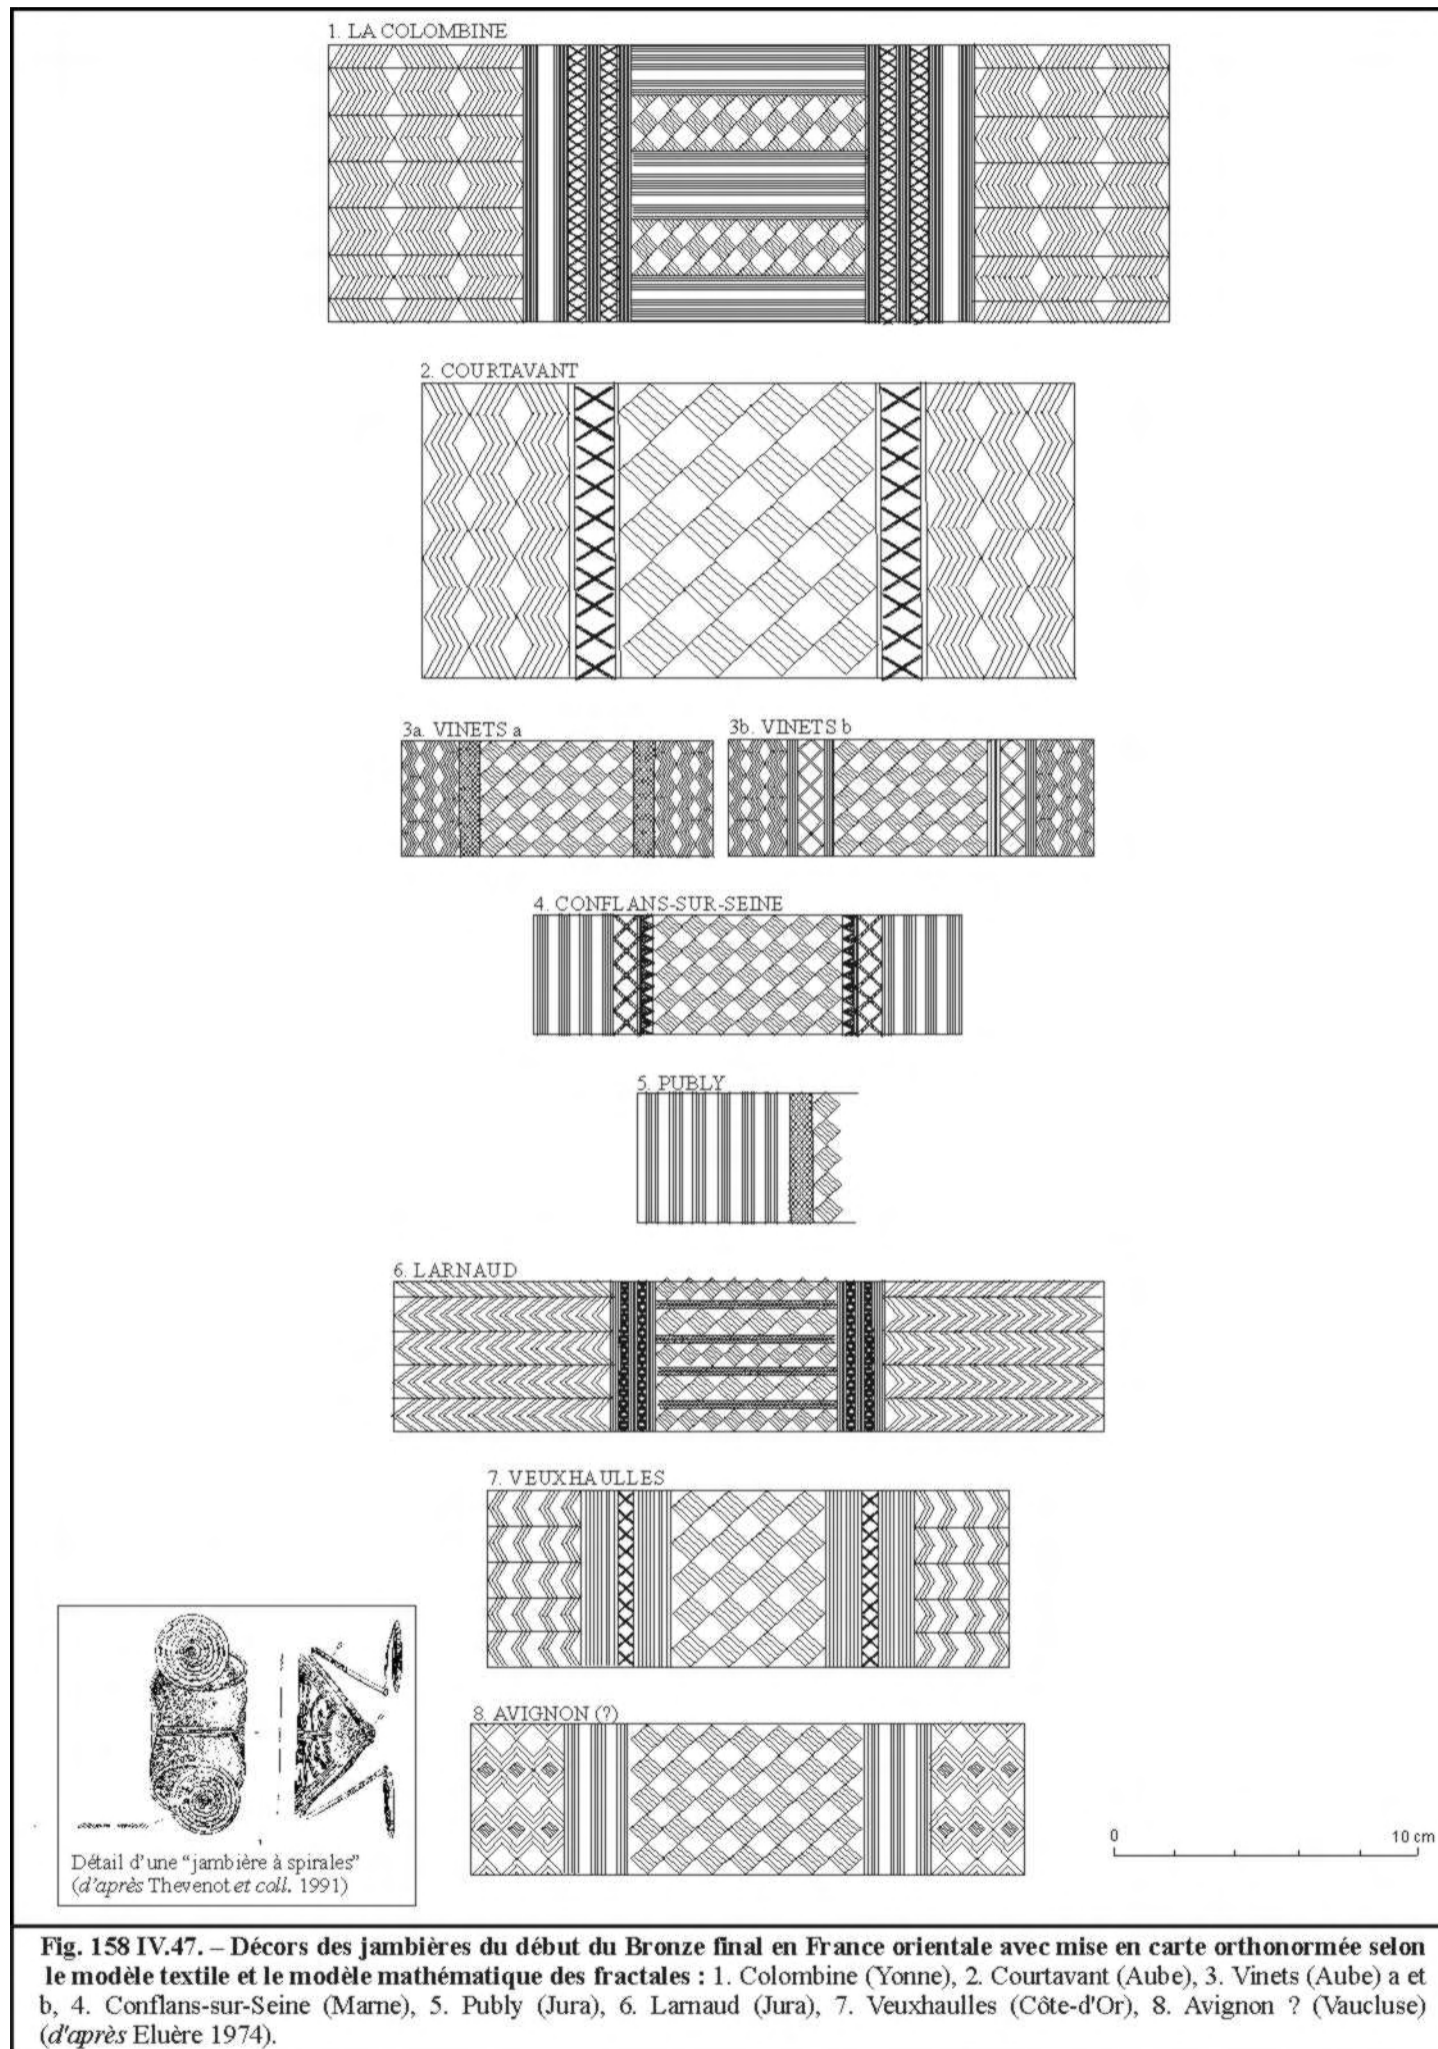 1. LA COLOMBINE
2. COURTAVANT
3a. VINETS a
3b. VINETS b
4. CONFLANS-SUR-SEINE
5. PUBLY
6. LARNAUD
7. VEUXHAULLES
8. AVIGNON (?)
0
10 cm
Détail d'une “jambière à spirales”
(d'après Thevenot et coll. 1991)
Fig. 158 IV.47. – Décors des jambières du début du Bronze final en France orientale avec mise en carte orthonormée selon
le modèle textile et le modèle mathématique des fractales : 1. Colombine (Yonne), 2. Courtavant (Aube), 3. Vinets (Aube) a et
b, 4. Conflans-sur-Seine (Marne), 5. Publy (Jura), 6. Larnaud (Jura), 7. Veuxhaulles (Côte-d'Or), 8. Avignon ? (Vaucluse)
(d'après Eluère 1974).